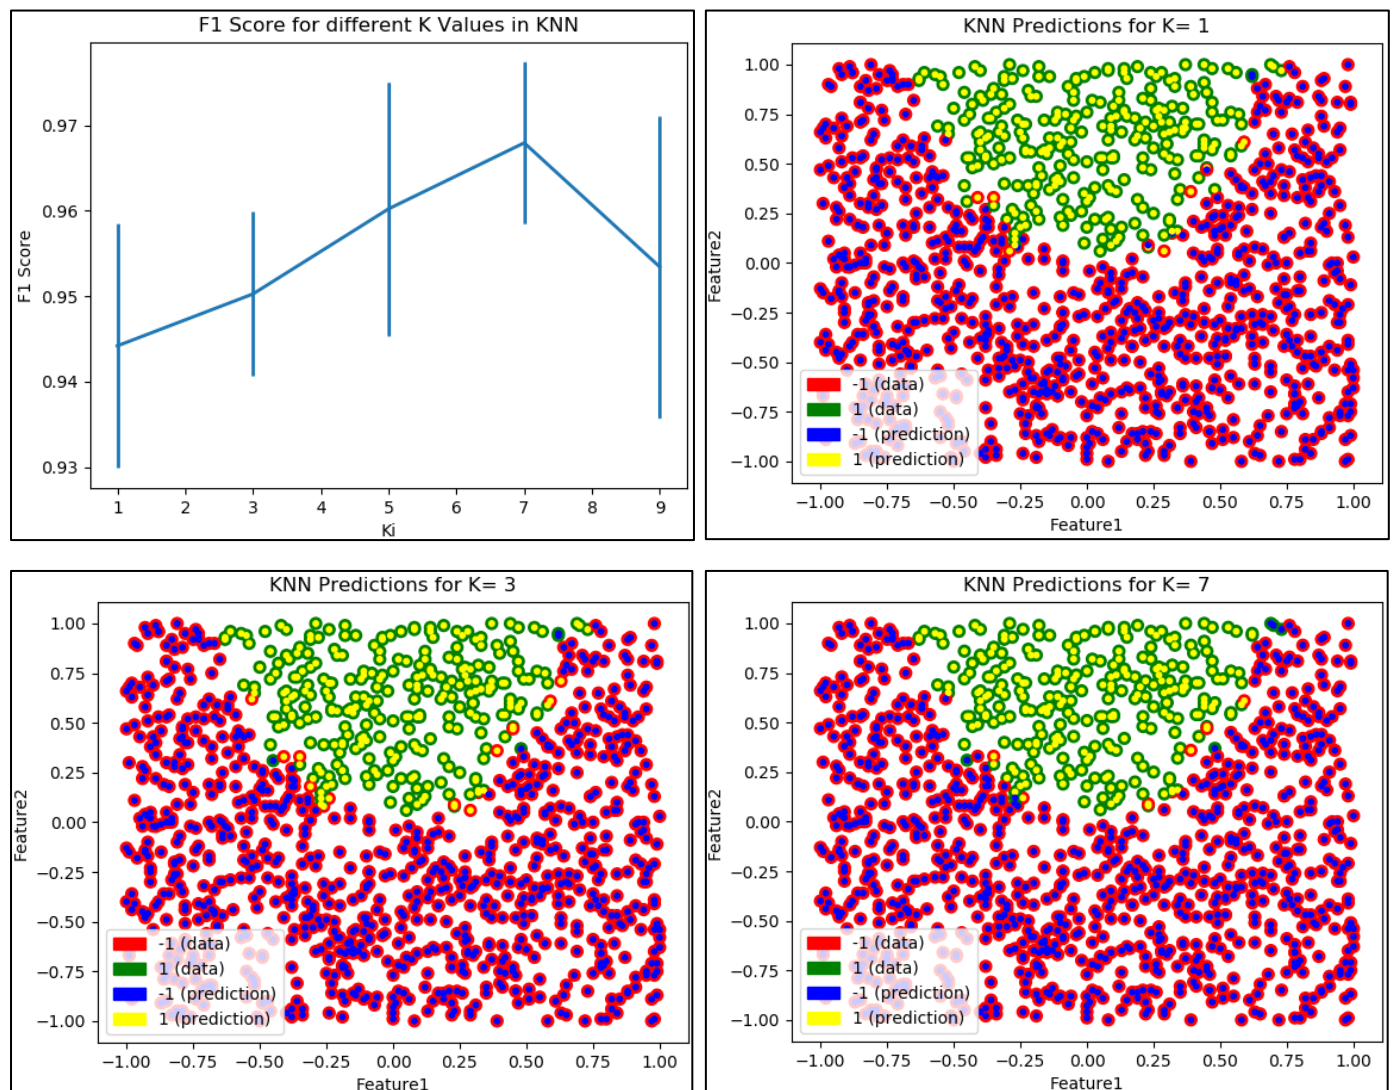 F1 Score for different K Values in KNN
0.97
0.96
0.95
0.94
0.93
F1 Score
1 2 3 4 5 6 7 8 9
Ki
KNN Predictions for K= 1
1.00
0.75
0.50
0.25
0.00
−0.25
−0.50
−0.75
−1.00
Feature2
-1 (data)
1 (data)
-1 (prediction)
1 (prediction)
−1.00 −0.75 −0.50 −0.25 0.00 0.25 0.50 0.75 1.00
Feature1
KNN Predictions for K= 3
1.00
0.75
0.50
0.25
0.00
−0.25
−0.50
−0.75
−1.00
Feature2
-1 (data)
1 (data)
-1 (prediction)
1 (prediction)
−1.00 −0.75 −0.50 −0.25 0.00 0.25 0.50 0.75 1.00
Feature1
KNN Predictions for K= 7
1.00
0.75
0.50
0.25
0.00
−0.25
−0.50
−0.75
−1.00
Feature2
-1 (data)
1 (data)
-1 (prediction)
1 (prediction)
−1.00 −0.75 −0.50 −0.25 0.00 0.25 0.50 0.75 1.00
Feature1